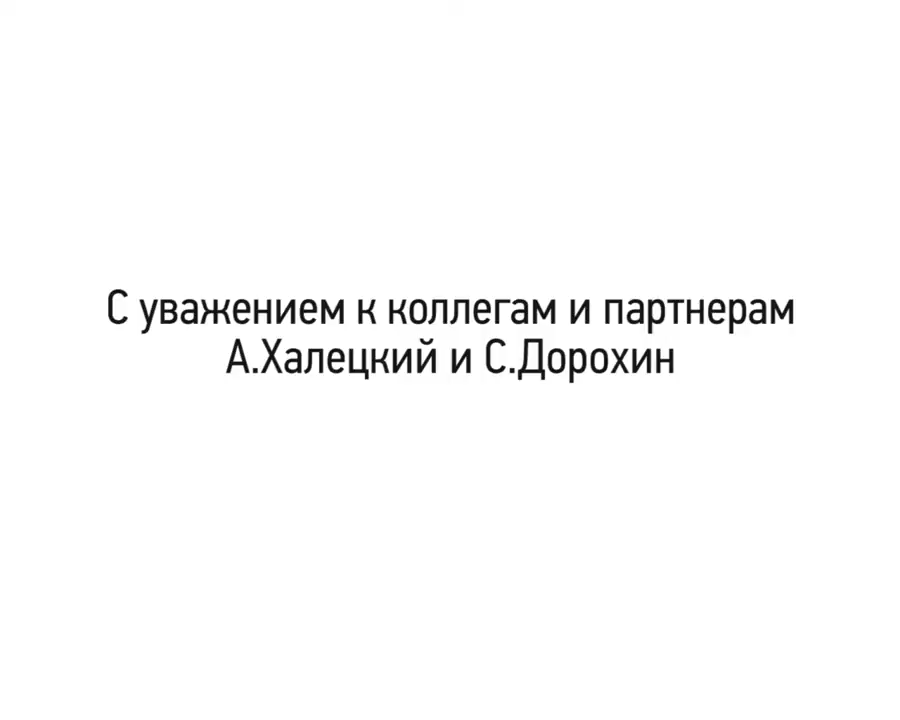 С уважением к коллегам и партнерам
А.Халецкий и С.Дорохин